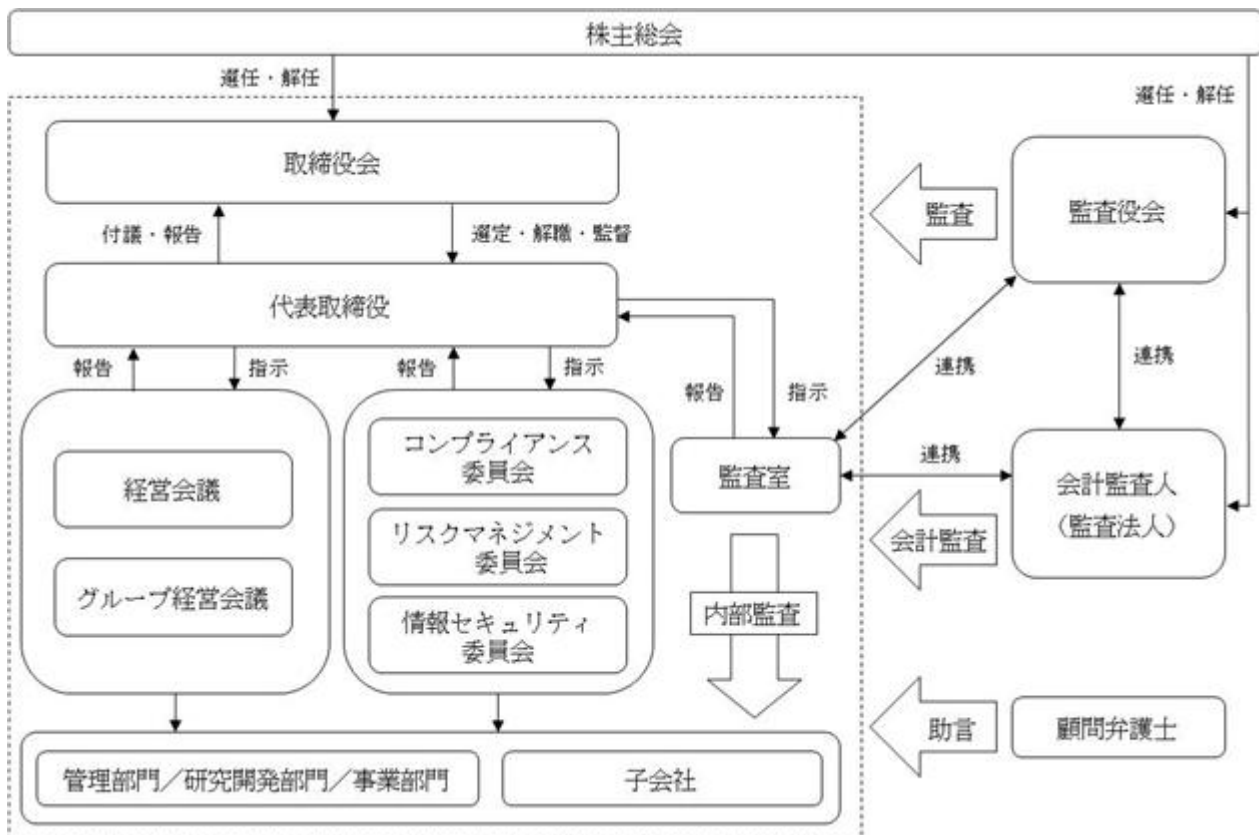 株主総会
選任・解任
選任・解任
取締役会
監査
監査役会
付議・報告
選定・解職・監督
代表取締役
報告
指示
報告
指示
報告
指示
連携
連携
経営会議
グループ経営会議
コンプライアンス
委員会
リスクマネジメント
委員会
情報セキュリティ
委員会
監査室
連携
会計監査人
（監査法人）
会計監査
内部監査
助言
顧問弁護士
管理部門／研究開発部門／事業部門
子会社